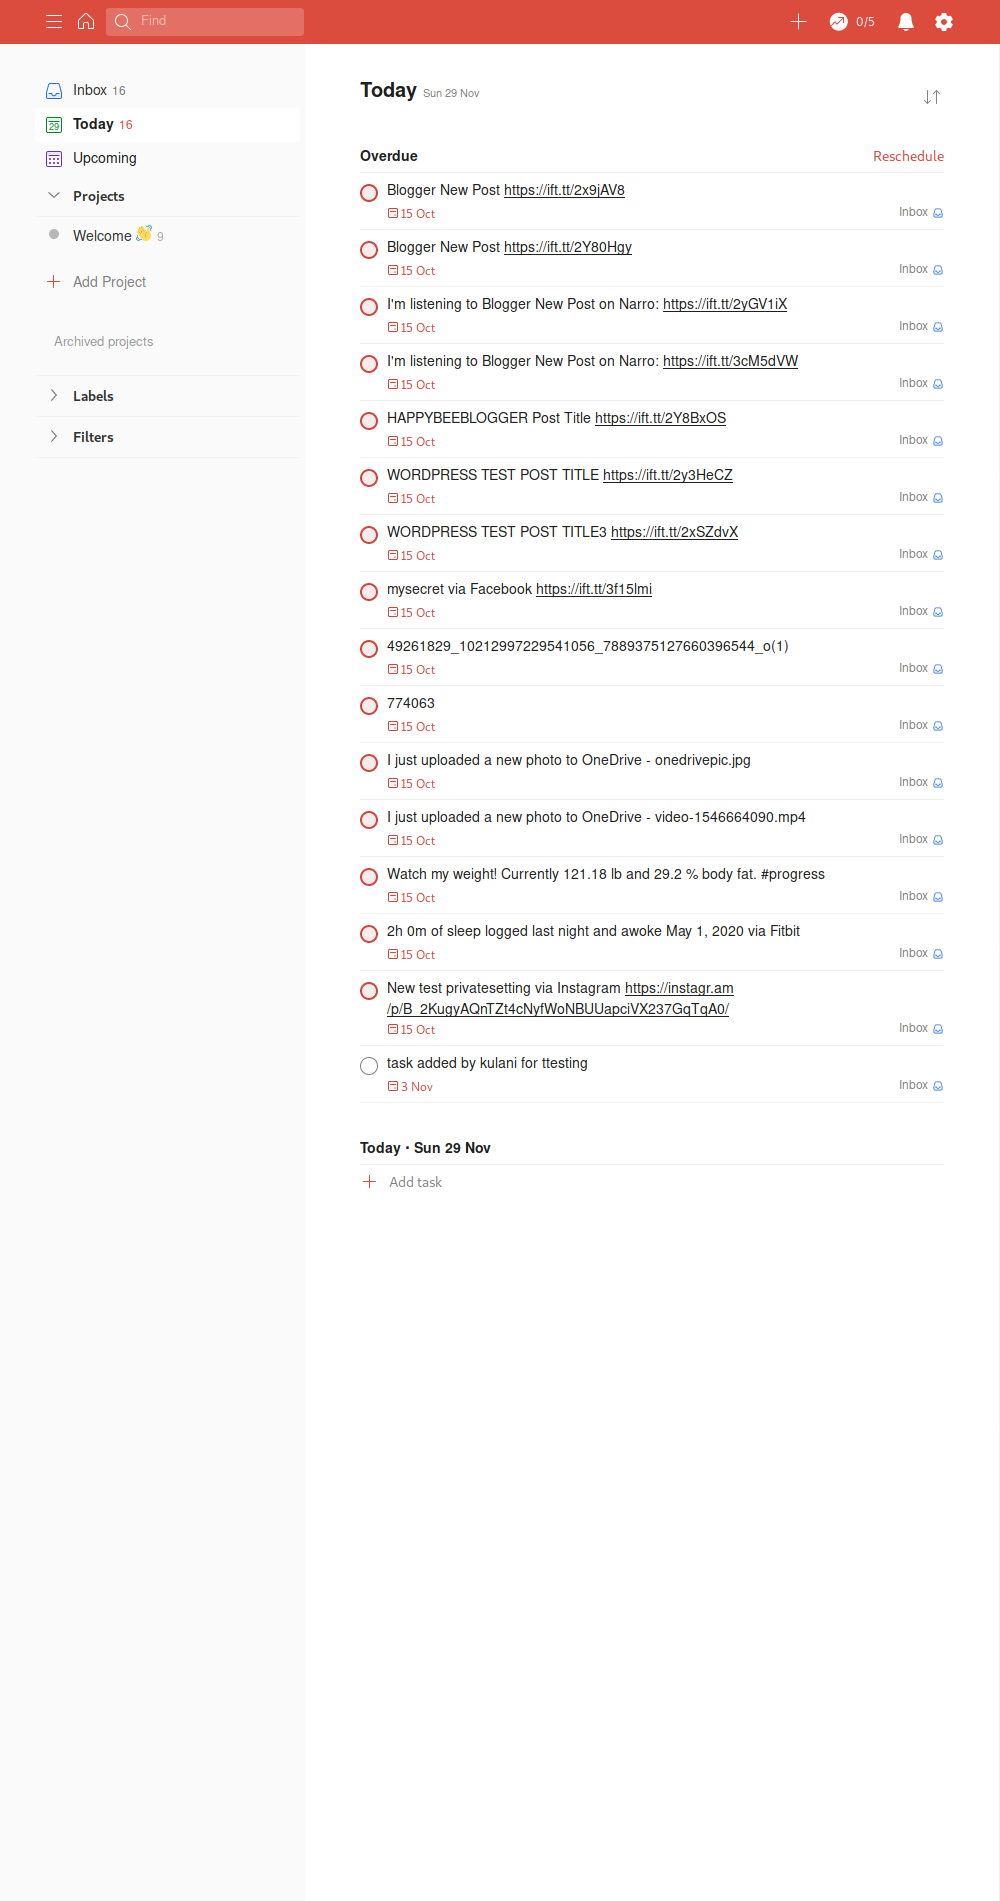 Find
0/5
Inbox 16
29 Today 16
Upcoming
Projects
Welcome 👋 9
Add Project
Archived projects
Labels
Filters
Today Sun 29 Nov
Overdue Reschedule
Blogger New Post https://ift.tt/2x9jAV8
15 Oct Inbox
Blogger New Post https://ift.tt/2Y80Hgy
15 Oct Inbox
I'm listening to Blogger New Post on Narro: https://ift.tt/2yGV1iX
15 Oct Inbox
I'm listening to Blogger New Post on Narro: https://ift.tt/3cM5dVW
15 Oct Inbox
HAPPYBEEBLOGGER Post Title https://ift.tt/2Y8BxOS
15 Oct Inbox
WORDPRESS TEST POST TITLE https://ift.tt/2y3HeCZ
15 Oct Inbox
WORDPRESS TEST POST TITLE3 https://ift.tt/2xSZdvX
15 Oct Inbox
mysecret via Facebook https://ift.tt/3f15lmi
15 Oct Inbox
49261829_10212997229541056_7889375127660396544_o(1)
15 Oct Inbox
774063
15 Oct Inbox
I just uploaded a new photo to OneDrive - onedrivepic.jpg
15 Oct Inbox
I just uploaded a new photo to OneDrive - video-1546664090.mp4
15 Oct Inbox
Watch my weight! Currently 121.18 lb and 29.2 % body fat. #progress
15 Oct Inbox
2h 0m of sleep logged last night and awoke May 1, 2020 via Fitbit
15 Oct Inbox
New test privatesetting via Instagram https://instagr.am
/p/B_2KugyAQnTZt4cNyfWoNBUUapciVX237GqTqA0/
15 Oct Inbox
task added by kulani for ttesting
3 Nov Inbox
Today · Sun 29 Nov
Add task